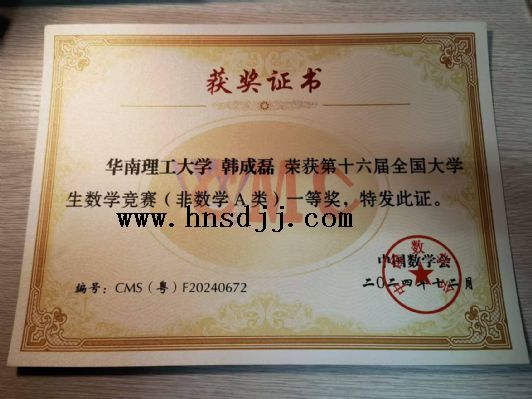 获奖证书
华南理工大学 韩成磊 荣获第十六届全国大学
生数学竞赛（非数学 A 类）一等奖，特发此证。
www.hnsdjj.com
中国数学会
编号：CMS（粤）F20240672
二〇二四年十二月